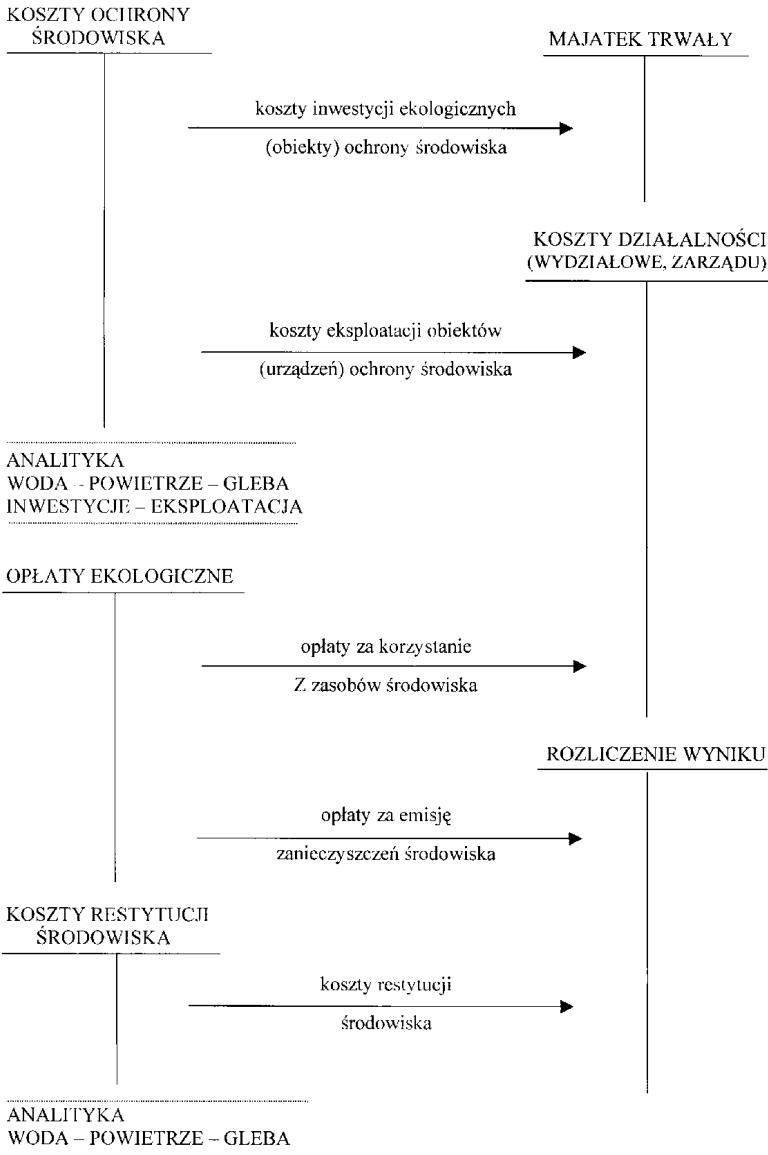 KOSZTY OCHRONY
ŚRODOWISKA
MAJATEK TRWAŁY
koszty inwestycji ekologicznych
(obiekty) ochrony środowiska
KOSZTY DZIAŁALNOŚCI
(WYDZIAŁOWE, ZARZĄDU)
koszty eksploatacji obiektów
(urządzeń) ochrony środowiska
ANALITYKA
WODA – POWIETRZE – GLEBA
INWESTYCJE – EKSPLOATACJA
OPŁATY EKOLOGICZNE
opłaty za korzystanie
Z zasobów środowiska
ROZLICZENIE WYNIKU
opłaty za emisję
zanieczyszczeń środowiska
KOSZTY RESTYTUCJI
ŚRODOWISKA
koszty restytucji
środowiska
ANALITYKA
WODA – POWIETRZE – GLEBA